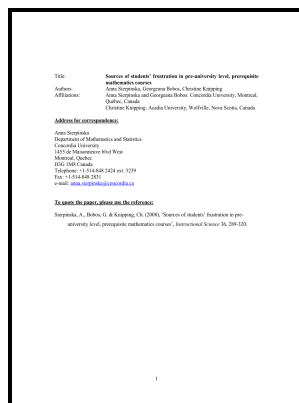 Title: Sources of students' frustration in pre-university level, prerequisite
mathematics courses
Authors: Anna Sierpinska, Georgeana Bobos, Christine Knipping
Affiliations: Anna Sierpinska and Georgeana Bobos: Concordia University, Montreal,
Québec, Canada
Christine Knipping: Acadia University, Wolfville, Nova Scotia, Canada
Address for correspondence:
Anna Sierpinska
Department of Mathematics and Statistics
Concordia University
1455 de Maisonneuve blvd West
Montreal, Quebec
H3G 1M8 Canada
Telephone: +1-514-848 2424 ext. 3239
Fax: +1-514-848 2831
e-mail: anna.sierpinska@concordia.ca
To quote the paper, please use the reference:
Sierpinska, A., Bobos, G. & Knipping, Ch. (2008), 'Sources of students' frustration in pre-
university level, prerequisite mathematics courses', Instructional Science 36, 289-320.
1